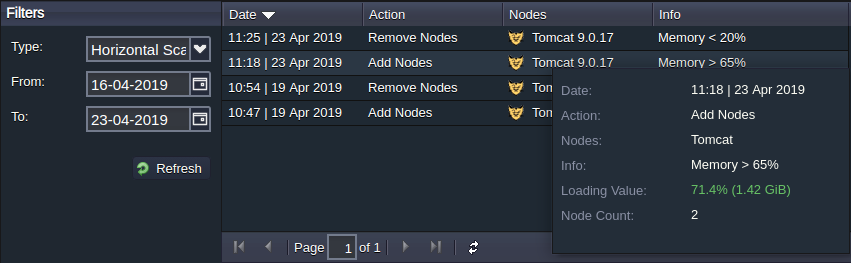 Filters
Type: Horizontal Sca
From: 16-04-2019
To: 23-04-2019
Refresh
Date Action Nodes Info
11:25 | 23 Apr 2019 Remove Nodes Tomcat 9.0.17 Memory < 20%
11:18 | 23 Apr 2019 Add Nodes Tomcat 9.0.17 Memory > 65%
10:54 | 19 Apr 2019 Remove Nodes Tom
10:47 | 19 Apr 2019 Add Nodes Tom
Date: 11:18 | 23 Apr 2019
Action: Add Nodes
Nodes: Tomcat
Info: Memory > 65%
Loading Value: 71.4% (1.42 GiB)
Node Count: 2
Page 1 of 1